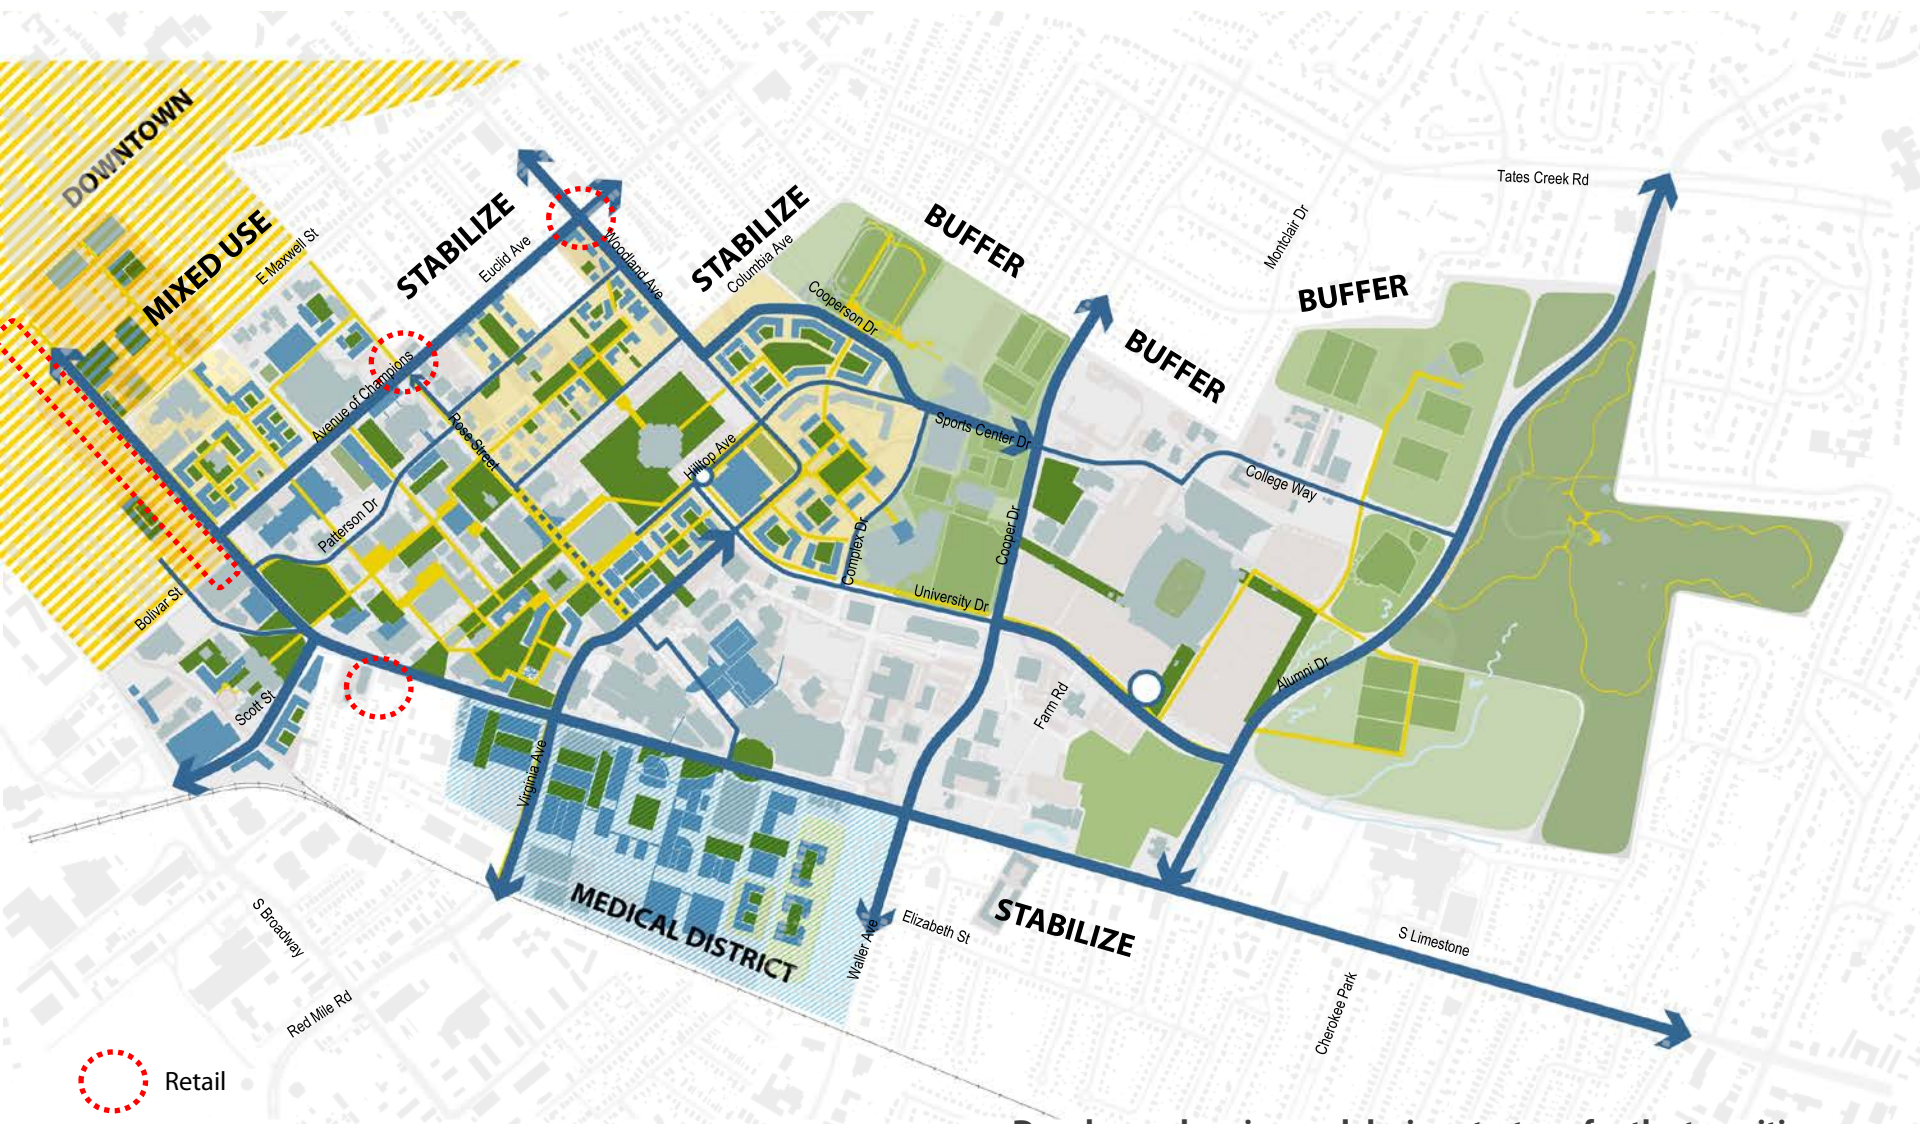 DOWNTOWN
MIXED USE
E Maxwell St
STABILIZE
Euclid Ave
Woodland Ave
STABILIZE
Columbia Ave
BUFFER
Cooperson Dr
BUFFER
BUFFER
Montclair Dr
Tates Creek Rd
Avenue of Champions
Rose Street
Hilltop Ave
Sports Center Dr
College Way
Patterson Dr
Complex Dr
Cooper Dr
University Dr
Bolivar St
Scott St
Virginia Ave
Farm Rd
Alumni Dr
MEDICAL DISTRICT
Waller Ave
Elizabeth St
STABILIZE
S Limestone
Cherokee Park
S Broadway
Red Mile Rd
Retail